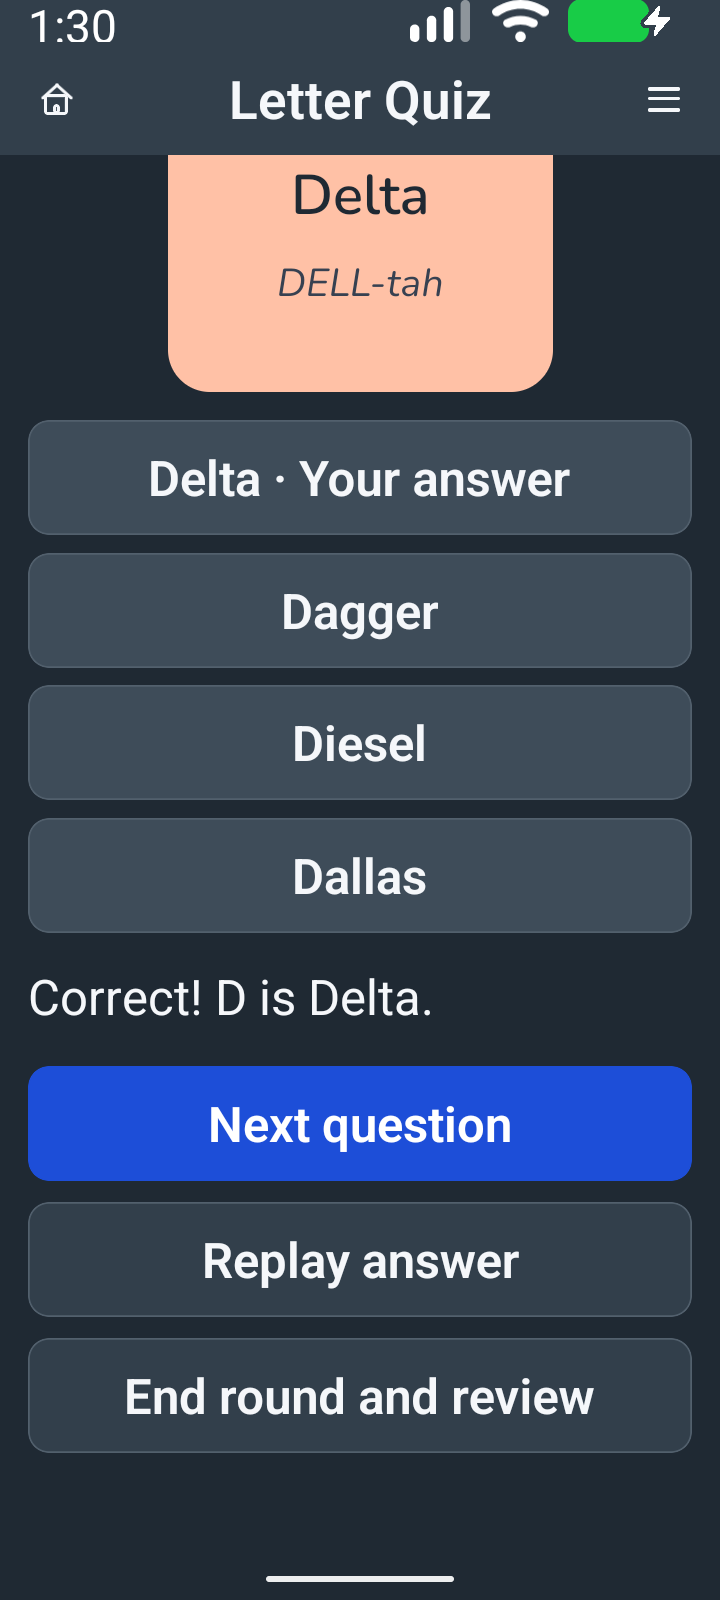 1:30
Letter Quiz
Delta
DELL-tah
Delta · Your answer
Dagger
Diesel
Dallas
Correct! D is Delta.
Next question
Replay answer
End round and review